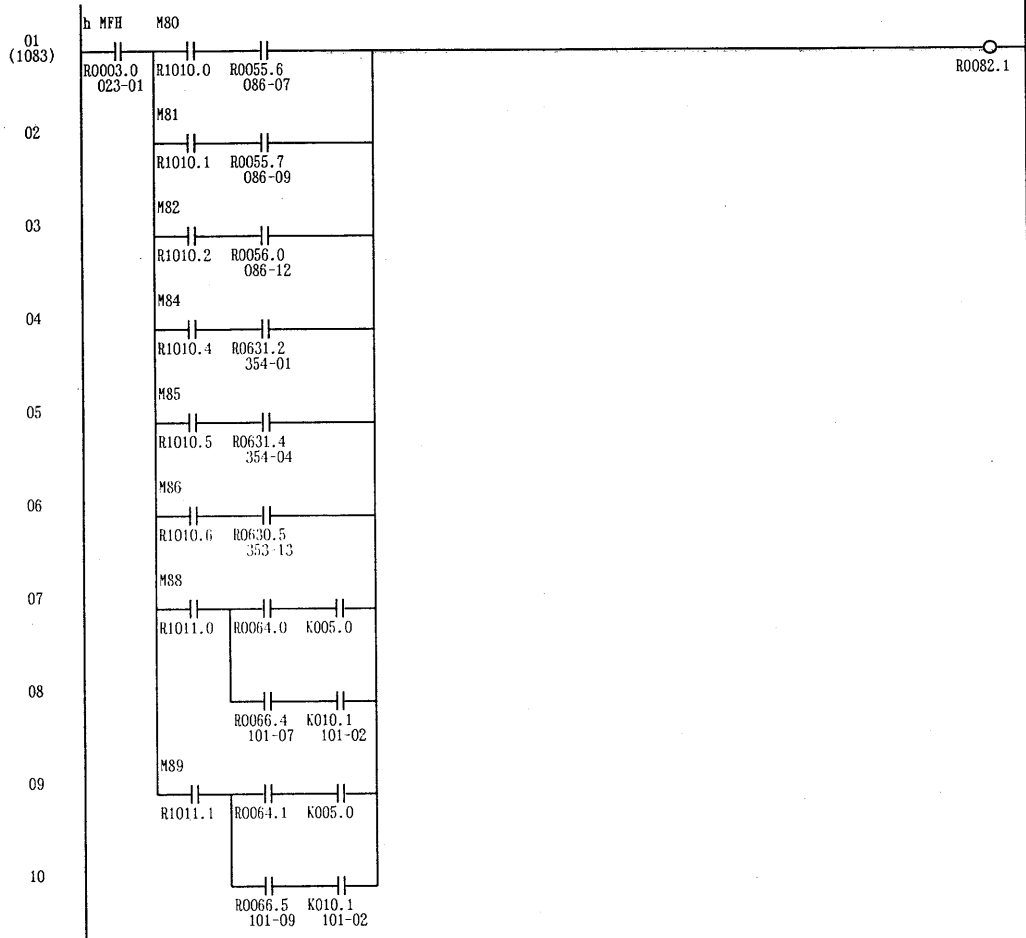 h MFH M80
01
(1083)
R0003.0 R1010.0 R0055.6 R0082.1
023-01 086-07
M81
02
R1010.1 R0055.7
086-09
M82
03
R1010.2 R0056.0
086-12
M84
04
R1010.4 R0631.2
354-01
M85
05
R1010.5 R0631.4
354-04
M86
06
R1010.6 R0630.5
353-13
M88
07
R1011.0 R0064.0 K005.0
08
R0066.4 K010.1
101-07 101-02
M89
09
R1011.1 R0064.1 K005.0
10
R0066.5 K010.1
101-09 101-02